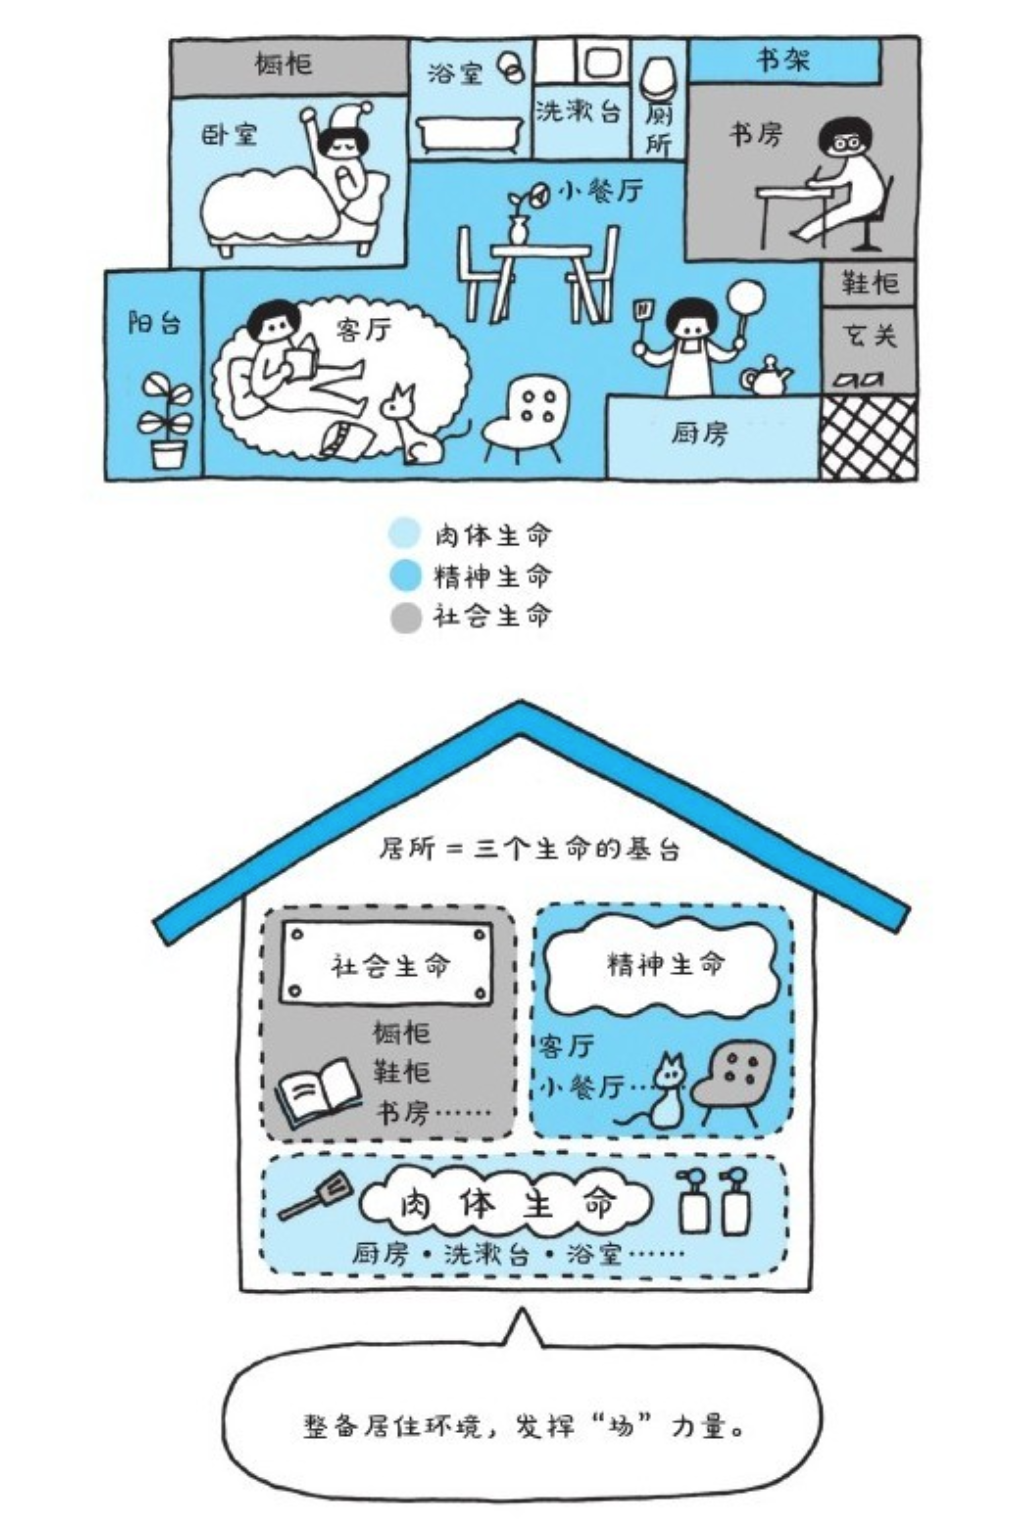 橱柜
浴室
洗漱台
厕所
书架
卧室
书房
小餐厅
鞋柜
阳台
客厅
玄关
厨房
肉体生命
精神生命
社会生命
居所=三个生命的基台
社会生命
橱柜
鞋柜
书房……
精神生命
客厅
小餐厅…
肉体生命
厨房·洗漱台·浴室……
整备居住环境，发挥“场”力量。